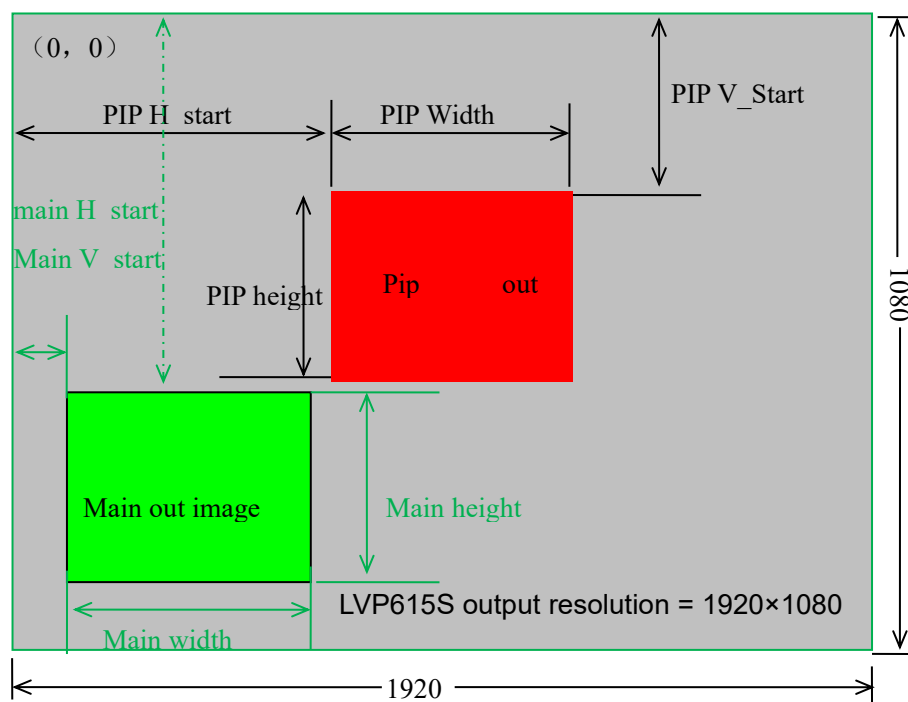 （0，0）
PIP V_Start
PIP H start
PIP Width
main H start
Main V start
PIP height
Pip out
1080
Main out image
Main height
LVP615S output resolution = 1920×1080
Main width
1920